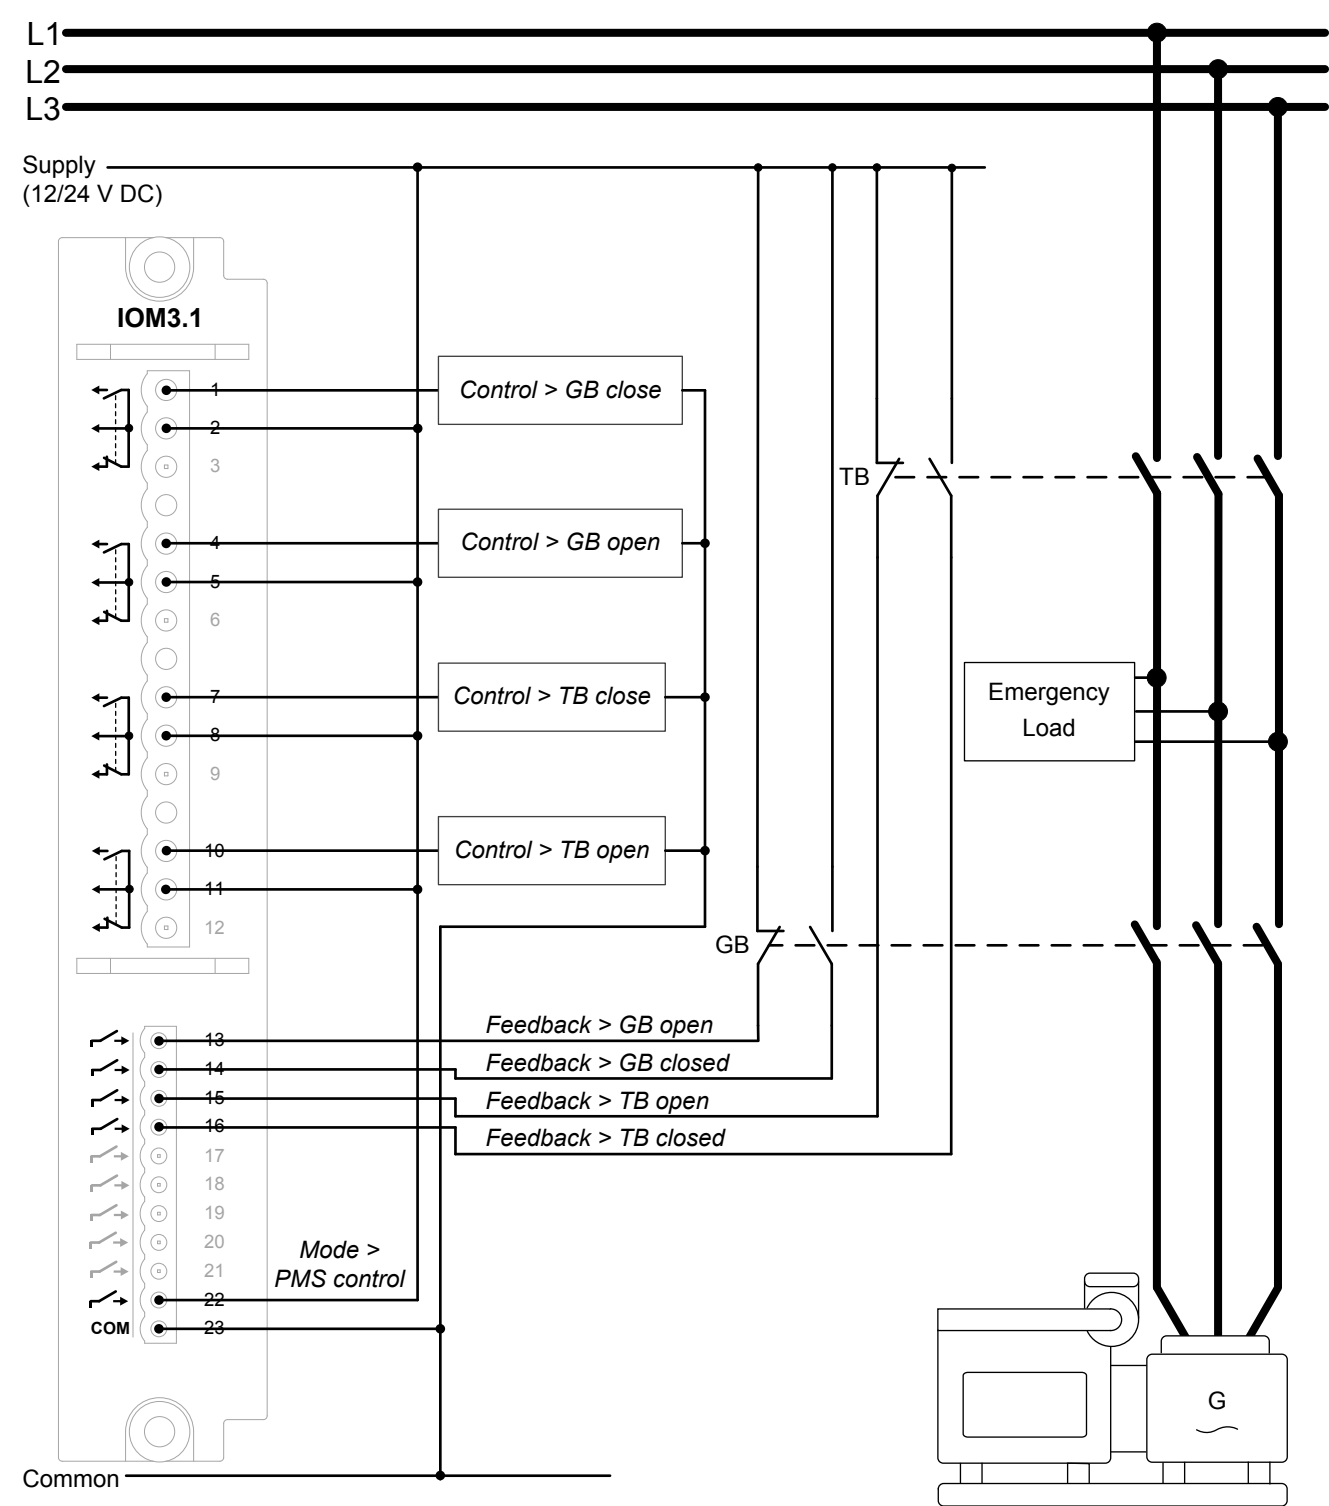 L1
L2
L3
Supply
(12/24 V DC)
IOM3.1
1
Control > GB close
2
3
TB
4
Control > GB open
5
6
7
Control > TB close
Emergency
Load
8
9
10
Control > TB open
11
12
GB
13
Feedback > GB open
14
Feedback > GB closed
15
Feedback > TB open
16
Feedback > TB closed
17
18
19
20
21
Mode >
PMS control
22
COM
23
G
Common